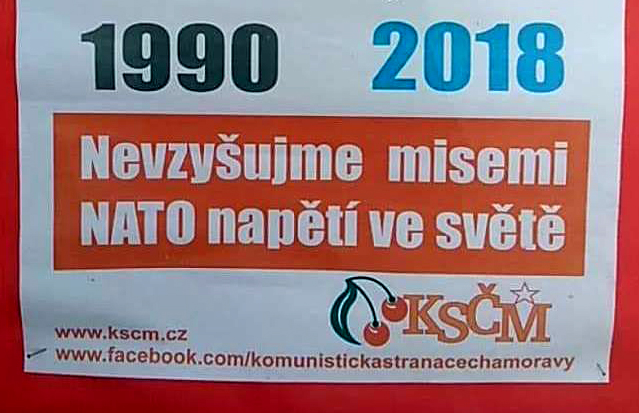 1990 2018
Nevzyšujme misemi
NATO napětí ve světě
KSČM
www.kscm.cz
www.facebook.com/komunistickastranacechamoravy